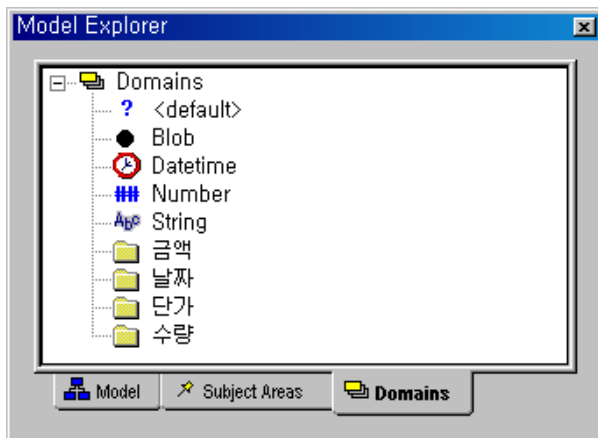 Model Explorer
Domains
? <default>
Blob
Datetime
Number
Abc String
금액
날짜
단가
수량
Model Subject Areas Domains